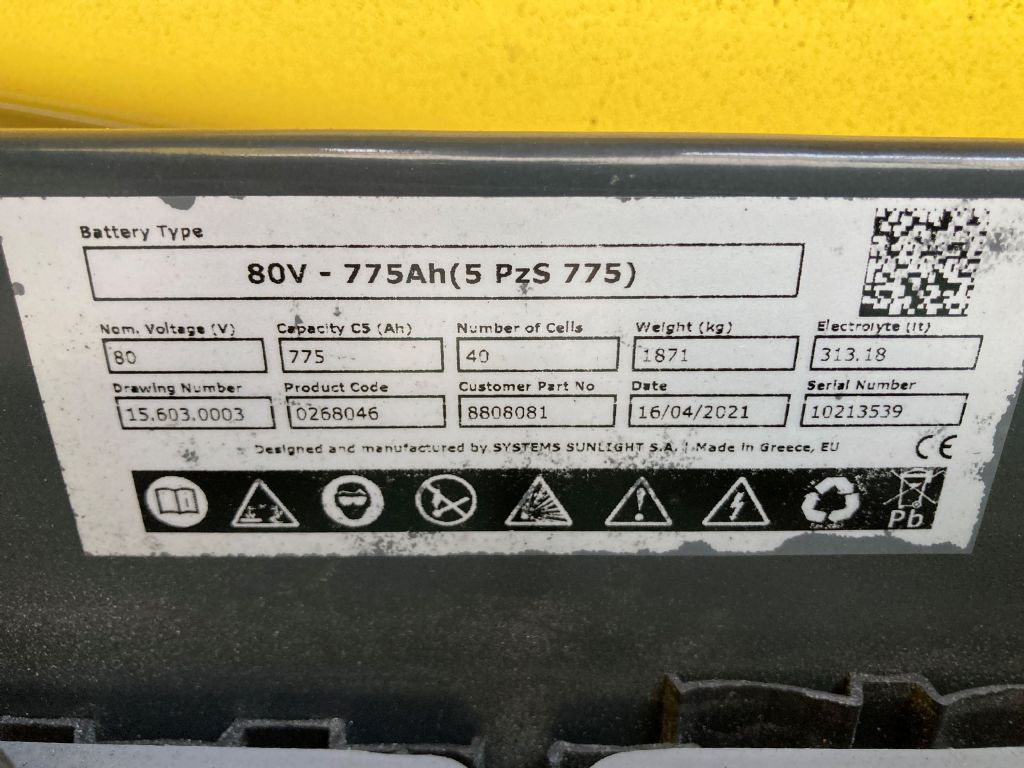 Battery Type
80V - 775Ah(5 PzS 775)
Nom. Voltage (V) Capacity C5 (Ah) Number of Cells Weight (kg) Electrolyte (lt)
80 775 40 1871 313.18
Drawing Number Product Code Customer Part No Date Serial Number
15.603.0003 0268046 8808081 16/04/2021 10213539
Designed and manufactured by SYSTEMS SUNLIGHT S.A. | Made in Greece, EU
CE
Pb